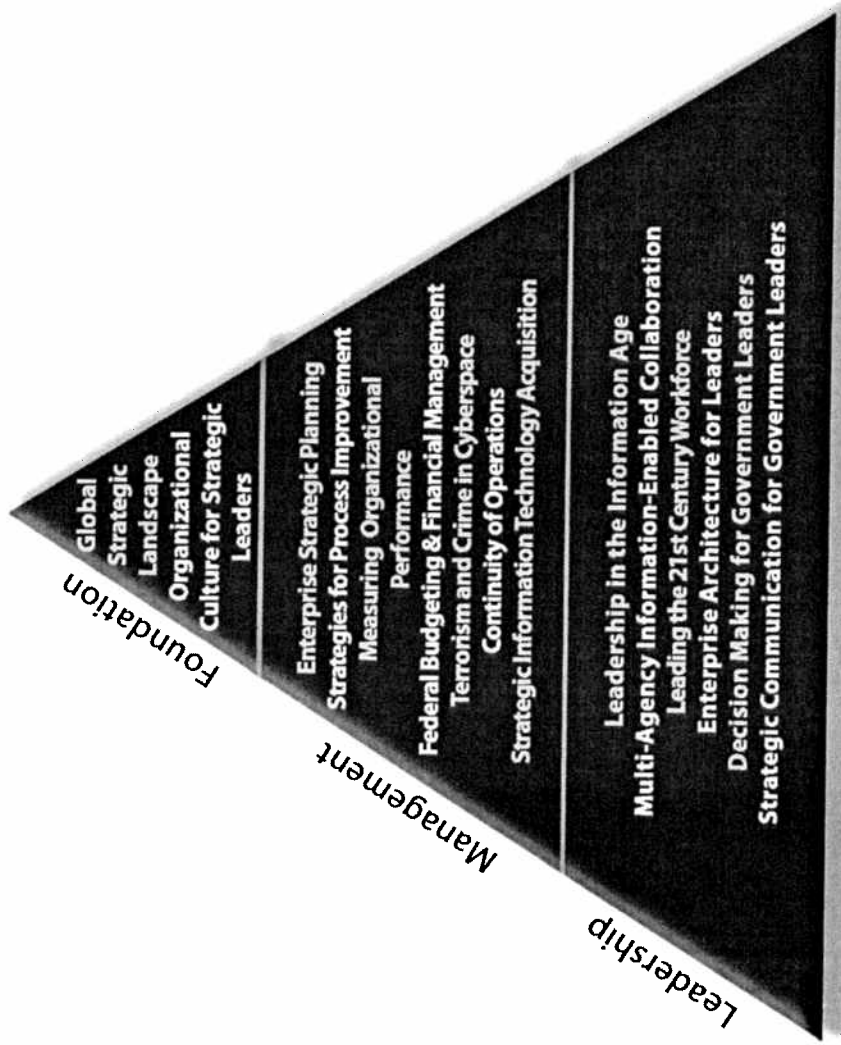 Foundation
Global
Strategic
Landscape
Organizational
Culture for Strategic
Leaders
Management
Enterprise Strategic Planning
Strategies for Process Improvement
Measuring Organizational
Performance
Federal Budgeting & Financial Management
Terrorism and Crime in Cyberspace
Continuity of Operations
Strategic Information Technology Acquisition
Leadership
Leadership in the Information Age
Multi-Agency Information-Enabled Collaboration
Leading the 21st Century Workforce
Enterprise Architecture for Leaders
Decision Making for Government Leaders
Strategic Communication for Government Leaders